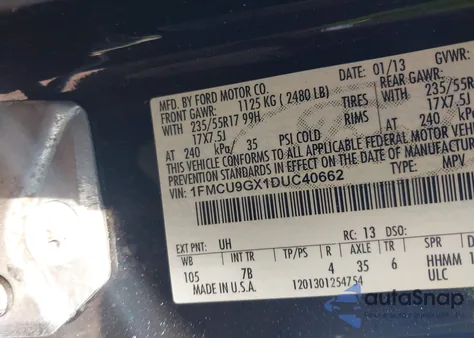 MFD. BY FORD MOTOR CO.
DATE: 01/13
GVWR:
FRONT GAWR:
1125 KG ( 2480 LB)
REAR GAWR:
WITH
235/55R17 99H
TIRES
235/55R
17X7.5J
RIMS
17X7.5J
AT 240 kPa/ 35 PSI COLD
AT 240
THIS VEHICLE CONFORMS TO ALL APPLICABLE FEDERAL MOTOR VEHICLE
PREVENTION STANDARDS IN EFFECT ON THE DATE OF MANUFACTURE
VIN: 1FMCU9GX1DUC40662
TYPE: MPV
EXT PNT: UH
RC: 13 DSO:
WB
INT TR
TP/PS
R
AXLE
TR
SPR
105
7B
4
35
6
HHMM
MADE IN U.S.A.
1201301254754
ULC
autoSnap